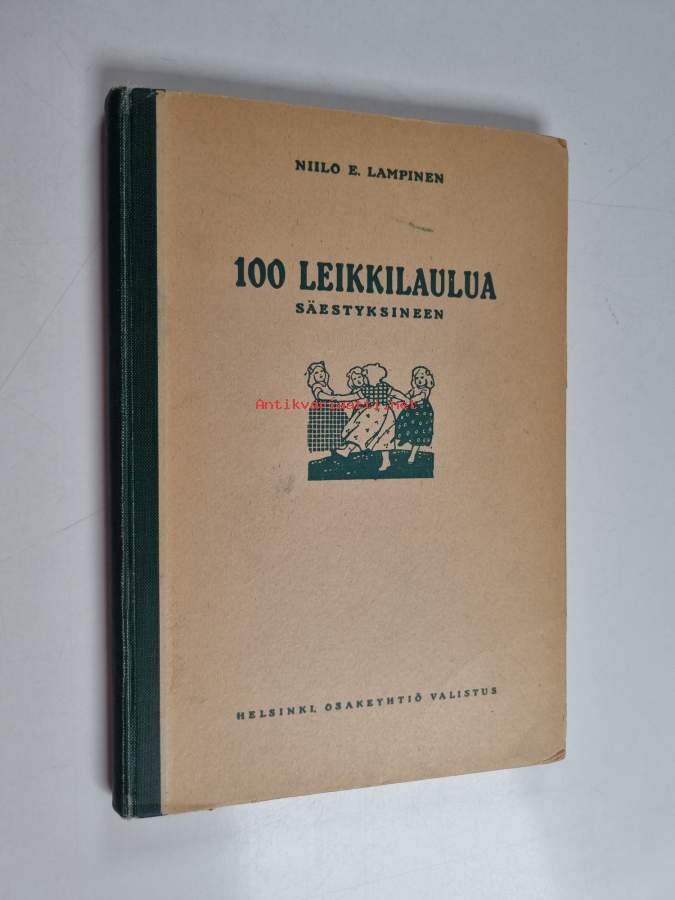 NIILO E. LAMPINEN
100 LEIKKILAULUA
SÄESTYKSINEEN
Antikvariaatti.net
HELSINKI, OSAKEYHTIÖ VALISTUS